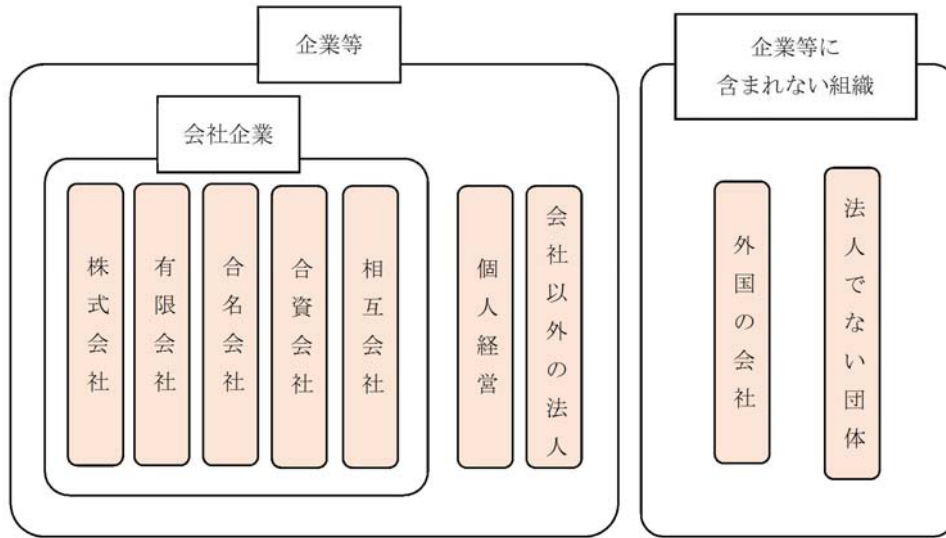 企業等
会社企業
株式会社
有限会社
合名会社
合資会社
相互会社
個人経営
会社以外の法人
企業等に
含まれない組織
外国の会社
法人でない団体